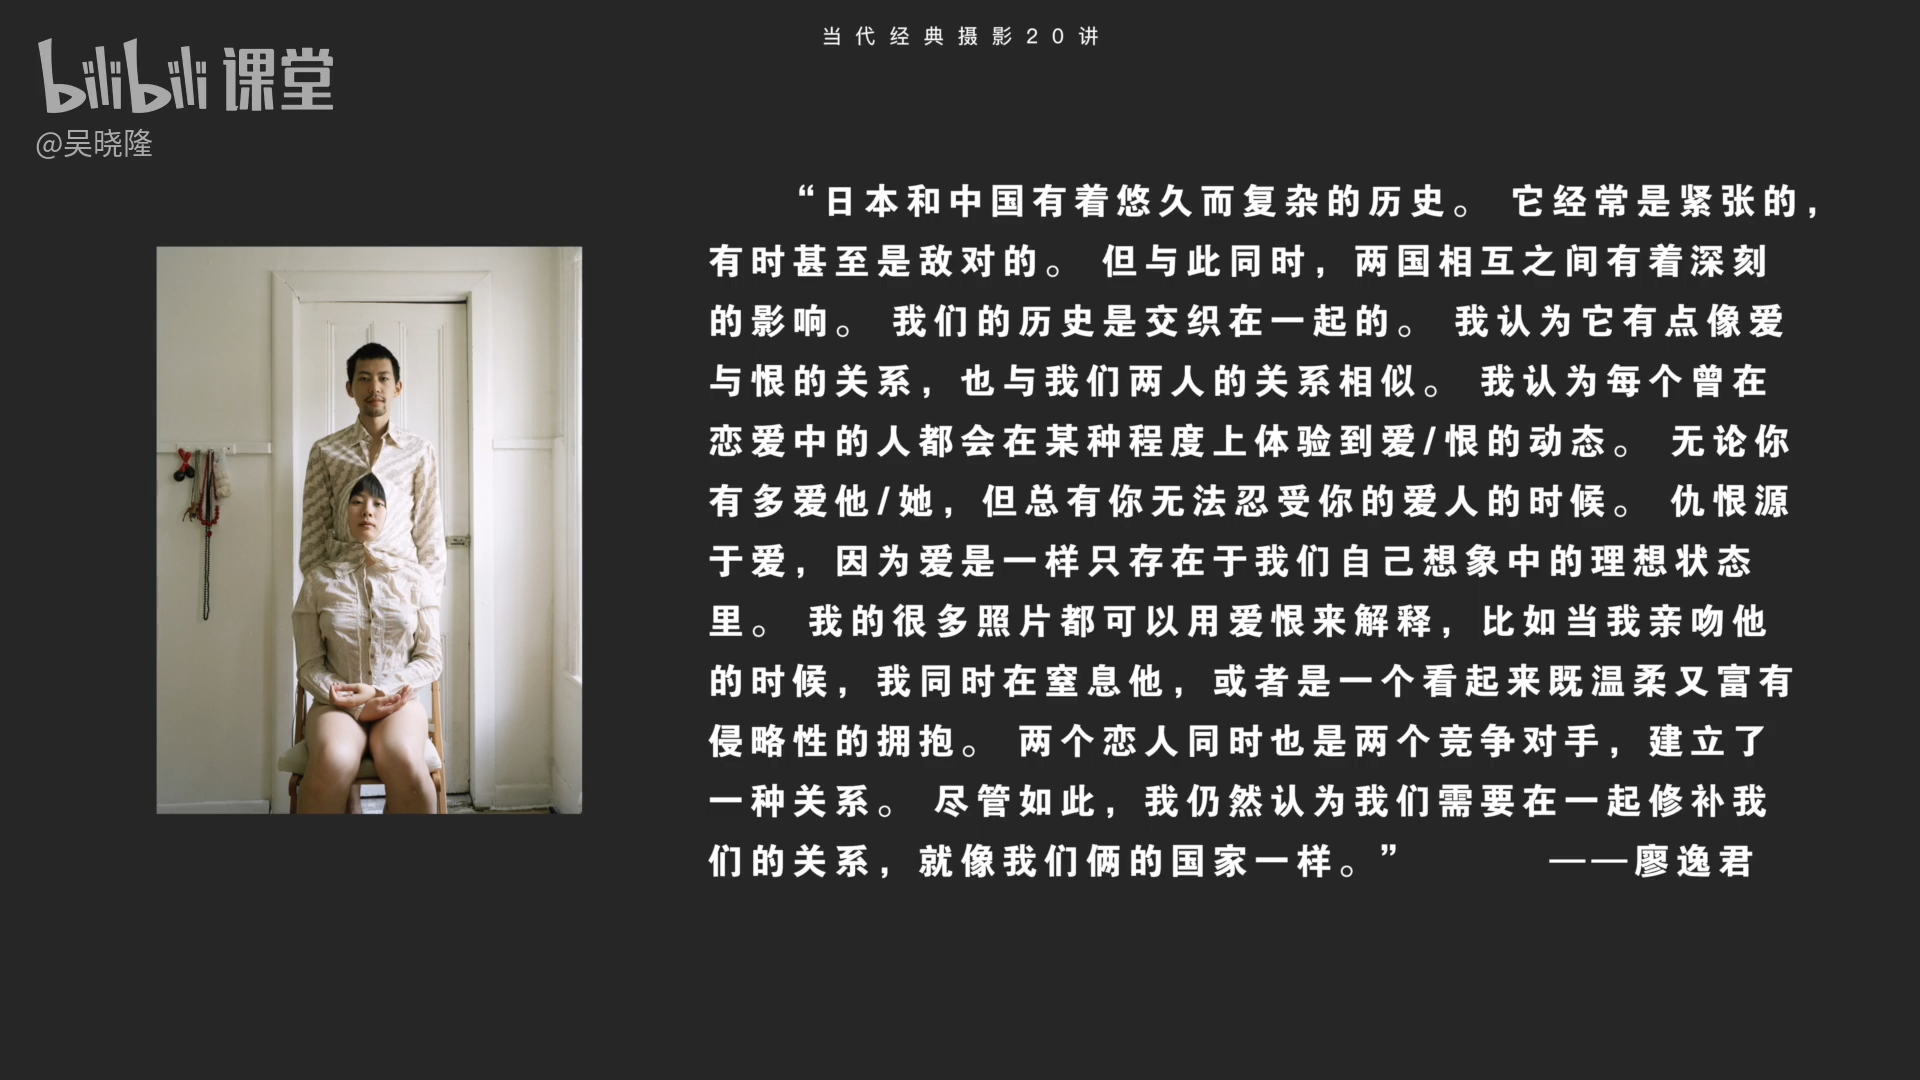 当代经典摄影20讲
bilibili 课堂
@吴晓隆
“日本和中国有着悠久而复杂的历史。 它经常是紧张的，
有时甚至是敌对的。 但与此同时，两国相互之间有着深刻
的影响。 我们的历史是交织在一起的。 我认为它有点像爱
与恨的关系，也与我们两人的关系相似。 我认为每个曾在
恋爱中的人都会在某种程度上体验到爱/恨的动态。 无论你
有多爱他/她，但总有你无法忍受你的爱人的时候。 仇恨源
于爱，因为爱是一样只存在于我们自己想象中的理想状态
里。 我的很多照片都可以用爱恨来解释，比如当我亲吻他
的时候，我同时在窒息他，或者是一个看起来既温柔又富有
侵略性的拥抱。 两个恋人同时也是两个竞争对手，建立了
一种关系。 尽管如此，我仍然认为我们需要在一起修补我
们的关系，就像我们俩的国家一样。” ——廖逸君